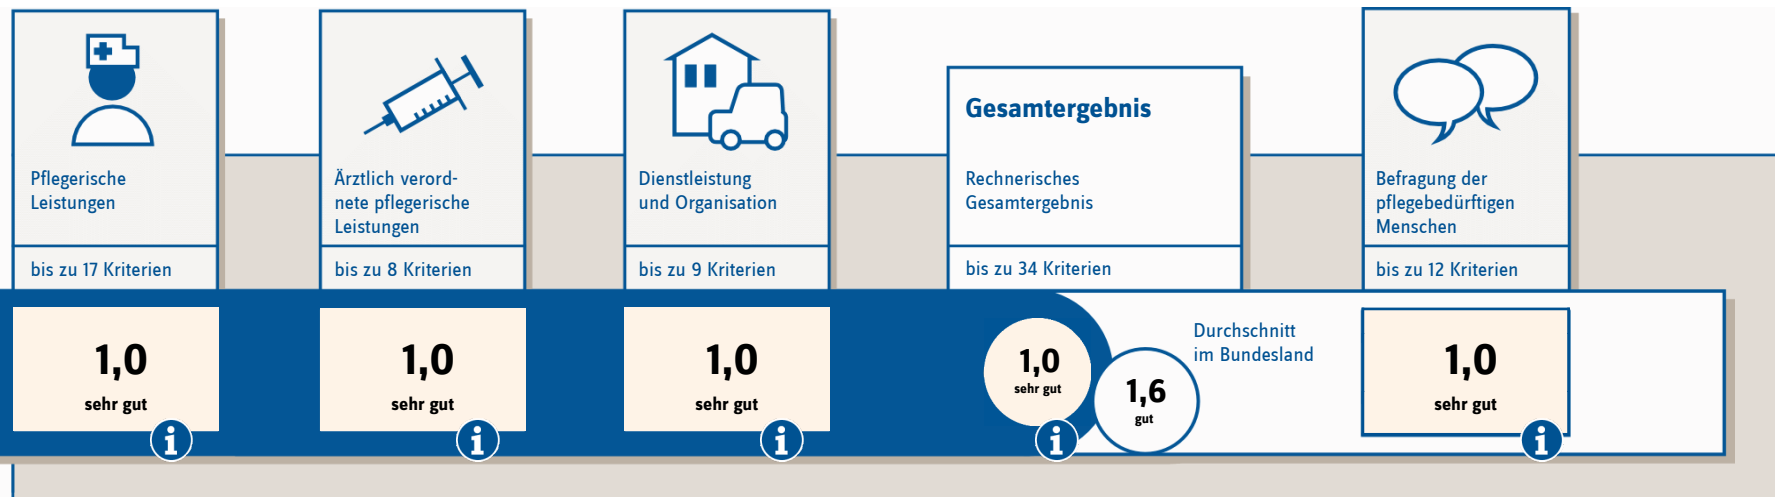 Pflegerische
Leistungen
bis zu 17 Kriterien
1,0
sehr gut
i
Ärztlich verord-
nete pflegerische
Leistungen
bis zu 8 Kriterien
1,0
sehr gut
i
Dienstleistung
und Organisation
bis zu 9 Kriterien
1,0
sehr gut
i
Gesamtergebnis
Rechnerisches
Gesamtergebnis
bis zu 34 Kriterien
1,0
sehr gut
i
1,6
gut
Durchschnitt
im Bundesland
Befragung der
pflegebedürftigen
Menschen
bis zu 12 Kriterien
1,0
sehr gut
i